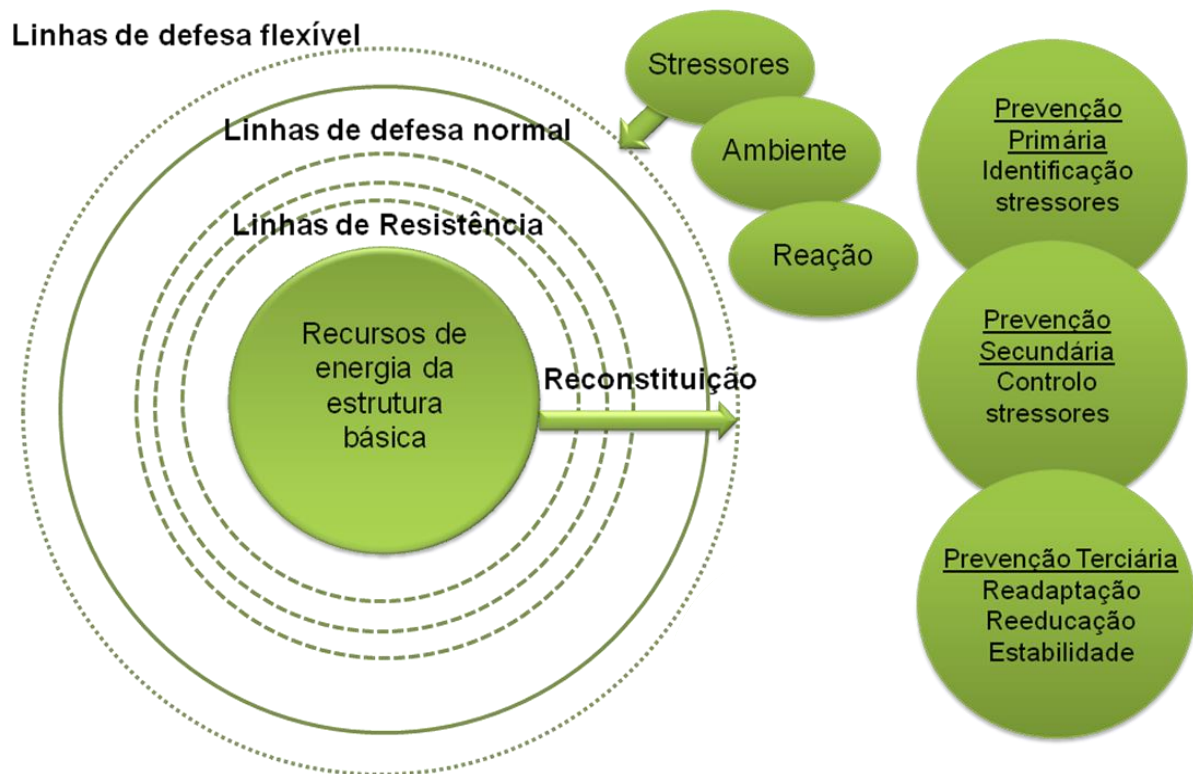 Linhas de defesa flexível
Linhas de defesa normal
Linhas de Resistência
Recursos de
energia da
estrutura
básica
Reconstituição
Stressores
Ambiente
Reação
Prevenção
Primária
Identificação
stressores
Prevenção
Secundária
Controlo
stressores
Prevenção Terciária
Readaptação
Reeducação
Estabilidade